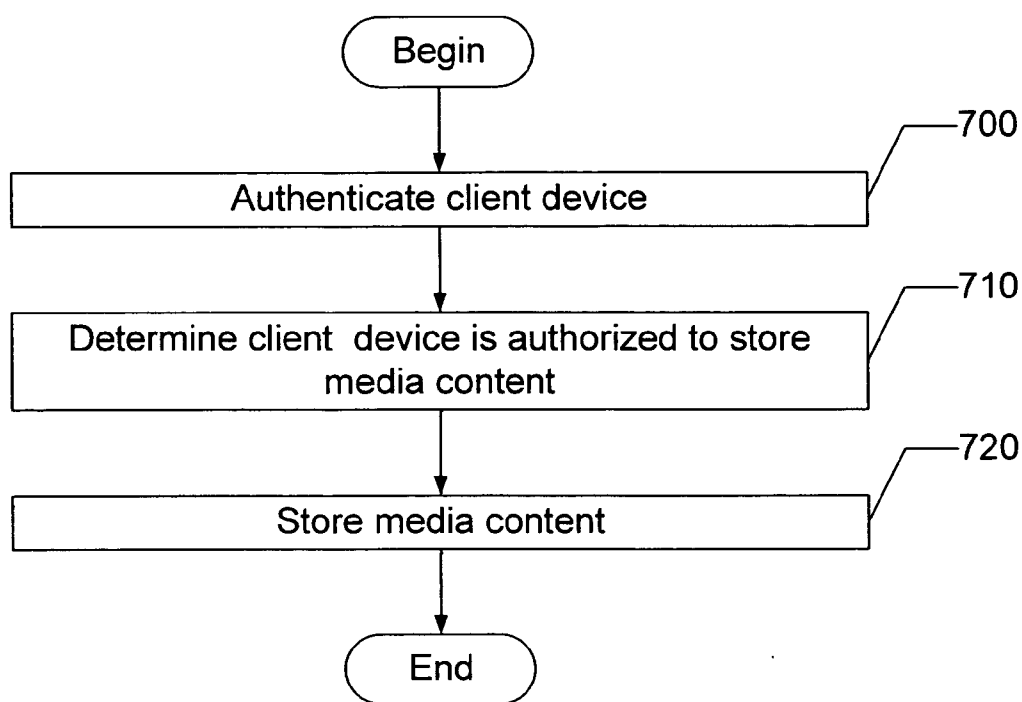 Begin
700
Authenticate client device
710
Determine client device is authorized to store
media content
720
Store media content
End